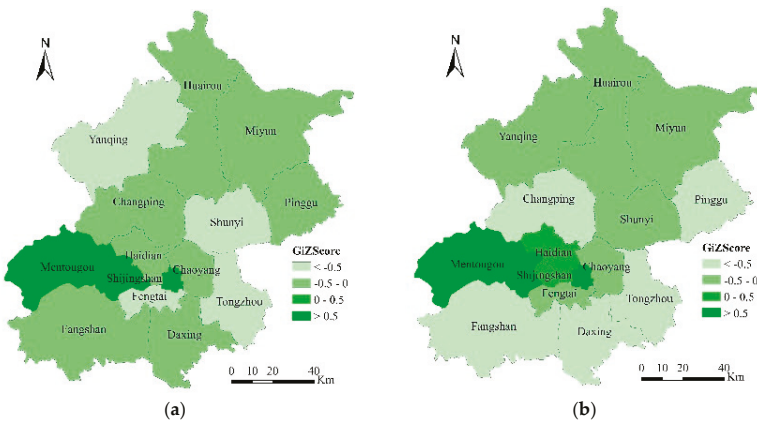 N
Huairou
Yanqing
Miyun
Changping
Pinggu
Shunyi
Haidian
Mentougou
Chaoyang
Shijingshan
Fengtai
Tongzhou
Fangshan
Daxing
GiZScore
< -0.5
-0.5 - 0
0 - 0.5
> 0.5
0 10 20 40
Km
(a)
N
Huairou
Yanqing
Miyun
Changping
Pinggu
Shunyi
Haidian
Mentougou
Chaoyang
Shijingshan
Fengtai
Tongzhou
Fangshan
Daxing
GiZScore
< -0.5
-0.5 - 0
0 - 0.5
> 0.5
0 10 20 40
Km
(b)